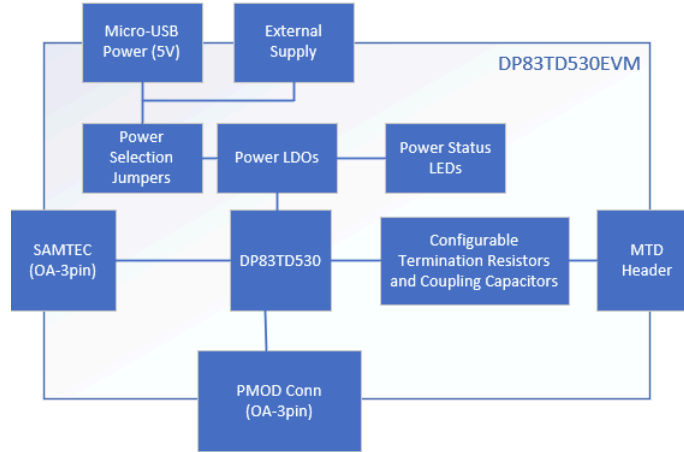 Micro-USB
Power (5V)
External
Supply
DP83TD530EVM
Power
Selection
Jumpers
Power LDOs
Power Status
LEDs
SAMTEC
(OA-3pin)
DP83TD530
Configurable
Termination Resistors
and Coupling Capacitors
MTD
Header
PMOD Conn
(OA-3pin)